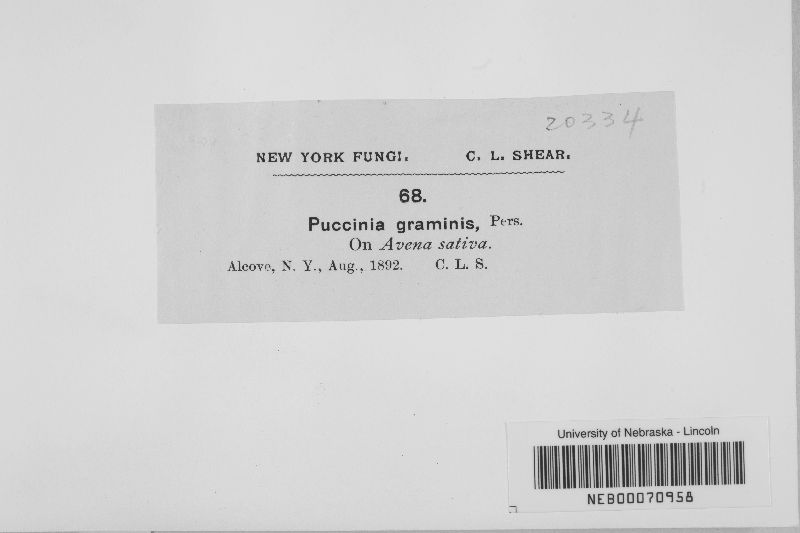 20334
NEW YORK FUNGI. C. L. SHEAR.
68.
Puccinia graminis, Pers.
On Avena sativa.
Alcove, N. Y., Aug., 1892. C. L. S.
University of Nebraska - Lincoln
NEB00070958